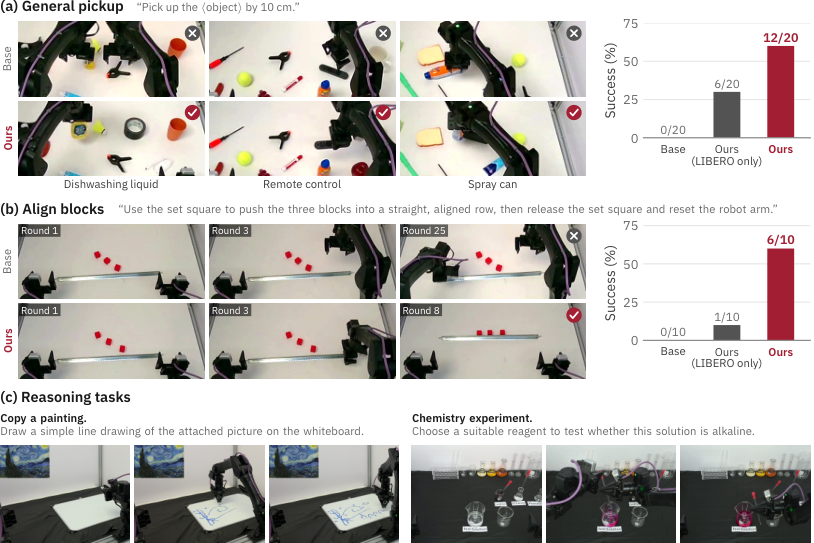 (a) General pickup "Pick up the ⟨object⟩ by 10 cm."
Base
Ours
Dishwashing liquid
Remote control
Spray can
Success (%)
75
50
25
0
0/20
6/20
12/20
Base
Ours
(LIBERO only)
Ours
(b) Align blocks "Use the set square to push the three blocks into a straight, aligned row, then release the set square and reset the robot arm."
Base
Round 1
Round 3
Round 25
Ours
Round 1
Round 3
Round 8
Success (%)
75
50
25
0
0/10
1/10
6/10
Base
Ours
(LIBERO only)
Ours
(c) Reasoning tasks
Copy a painting.
Draw a simple line drawing of the attached picture on the whiteboard.
Chemistry experiment.
Choose a suitable reagent to test whether this solution is alkaline.